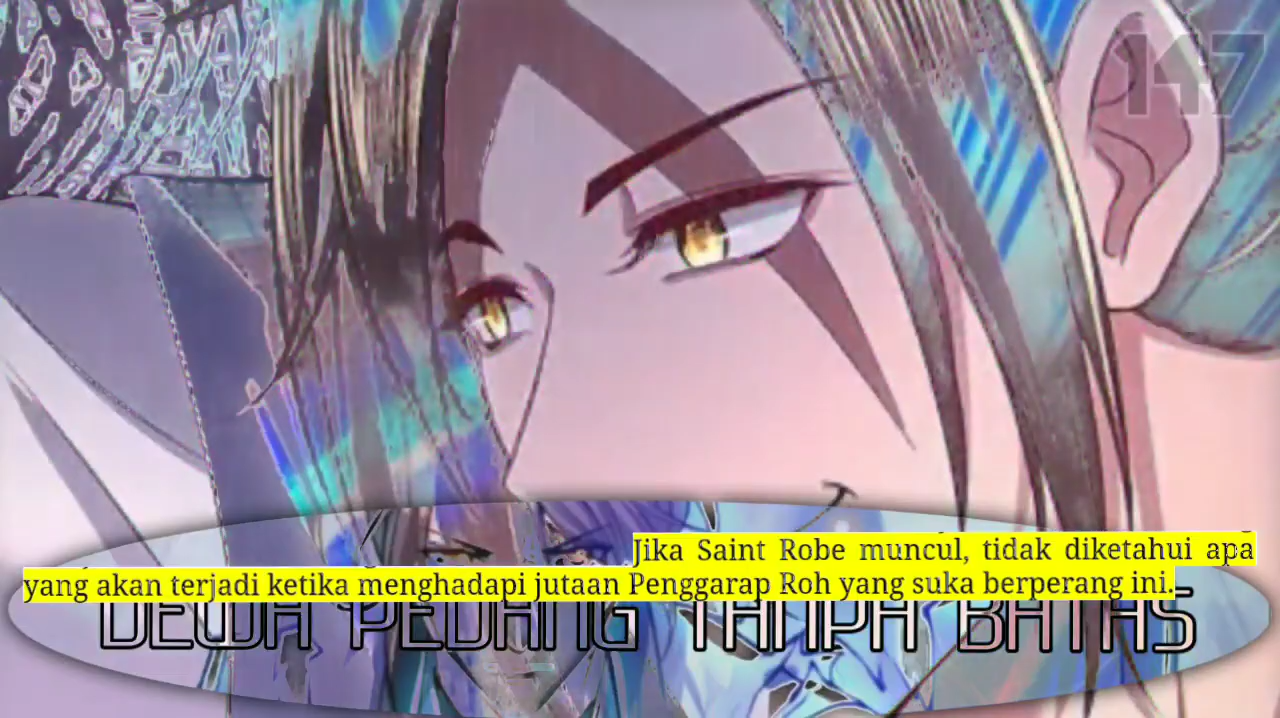 147
Jika Saint Robe muncul, tidak diketahui apa
yang akan terjadi ketika menghadapi jutaan Penggarap Roh yang suka berperang ini.
DEWA PEDANG TANPA BATAS